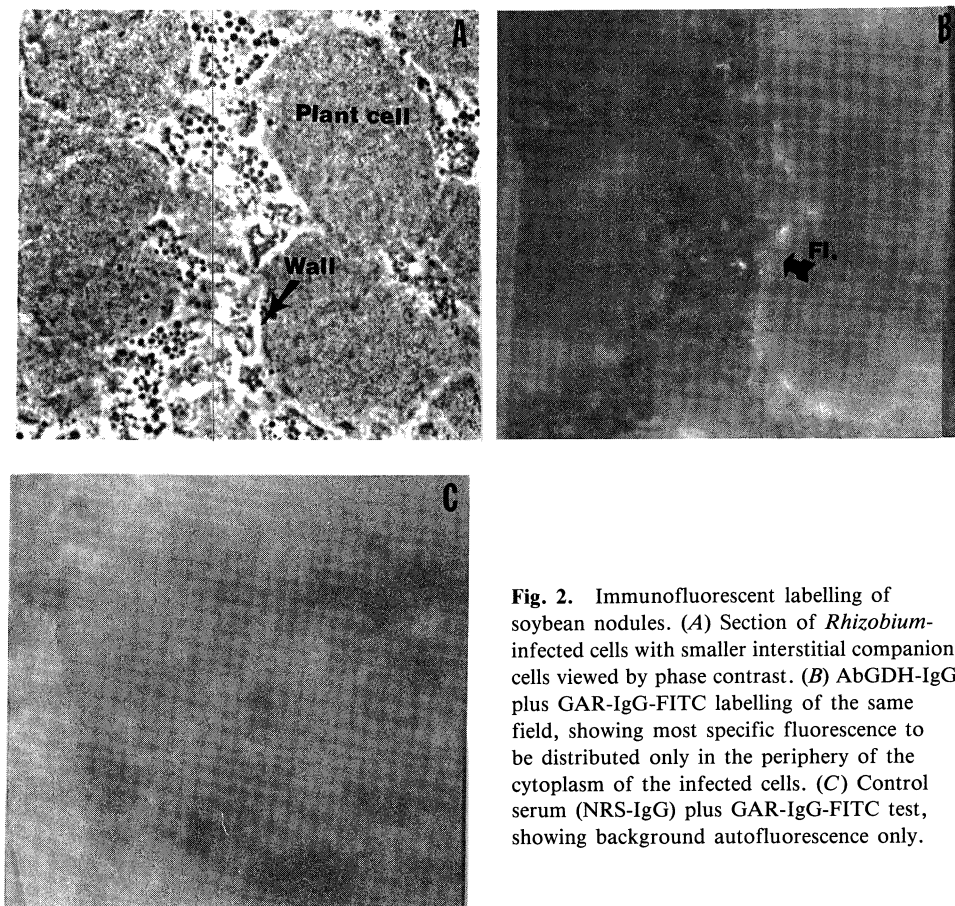 A
Plant cell
Wall
B
Fl.
C
Fig. 2. Immunofluorescent labelling of
soybean nodules. (A) Section of Rhizobium-
infected cells with smaller interstitial companion
cells viewed by phase contrast. (B) AbGDH-IgG
plus GAR-IgG-FITC labelling of the same
field, showing most specific fluorescence to
be distributed only in the periphery of the
cytoplasm of the infected cells. (C) Control
serum (NRS-IgG) plus GAR-IgG-FITC test,
showing background autofluorescence only.